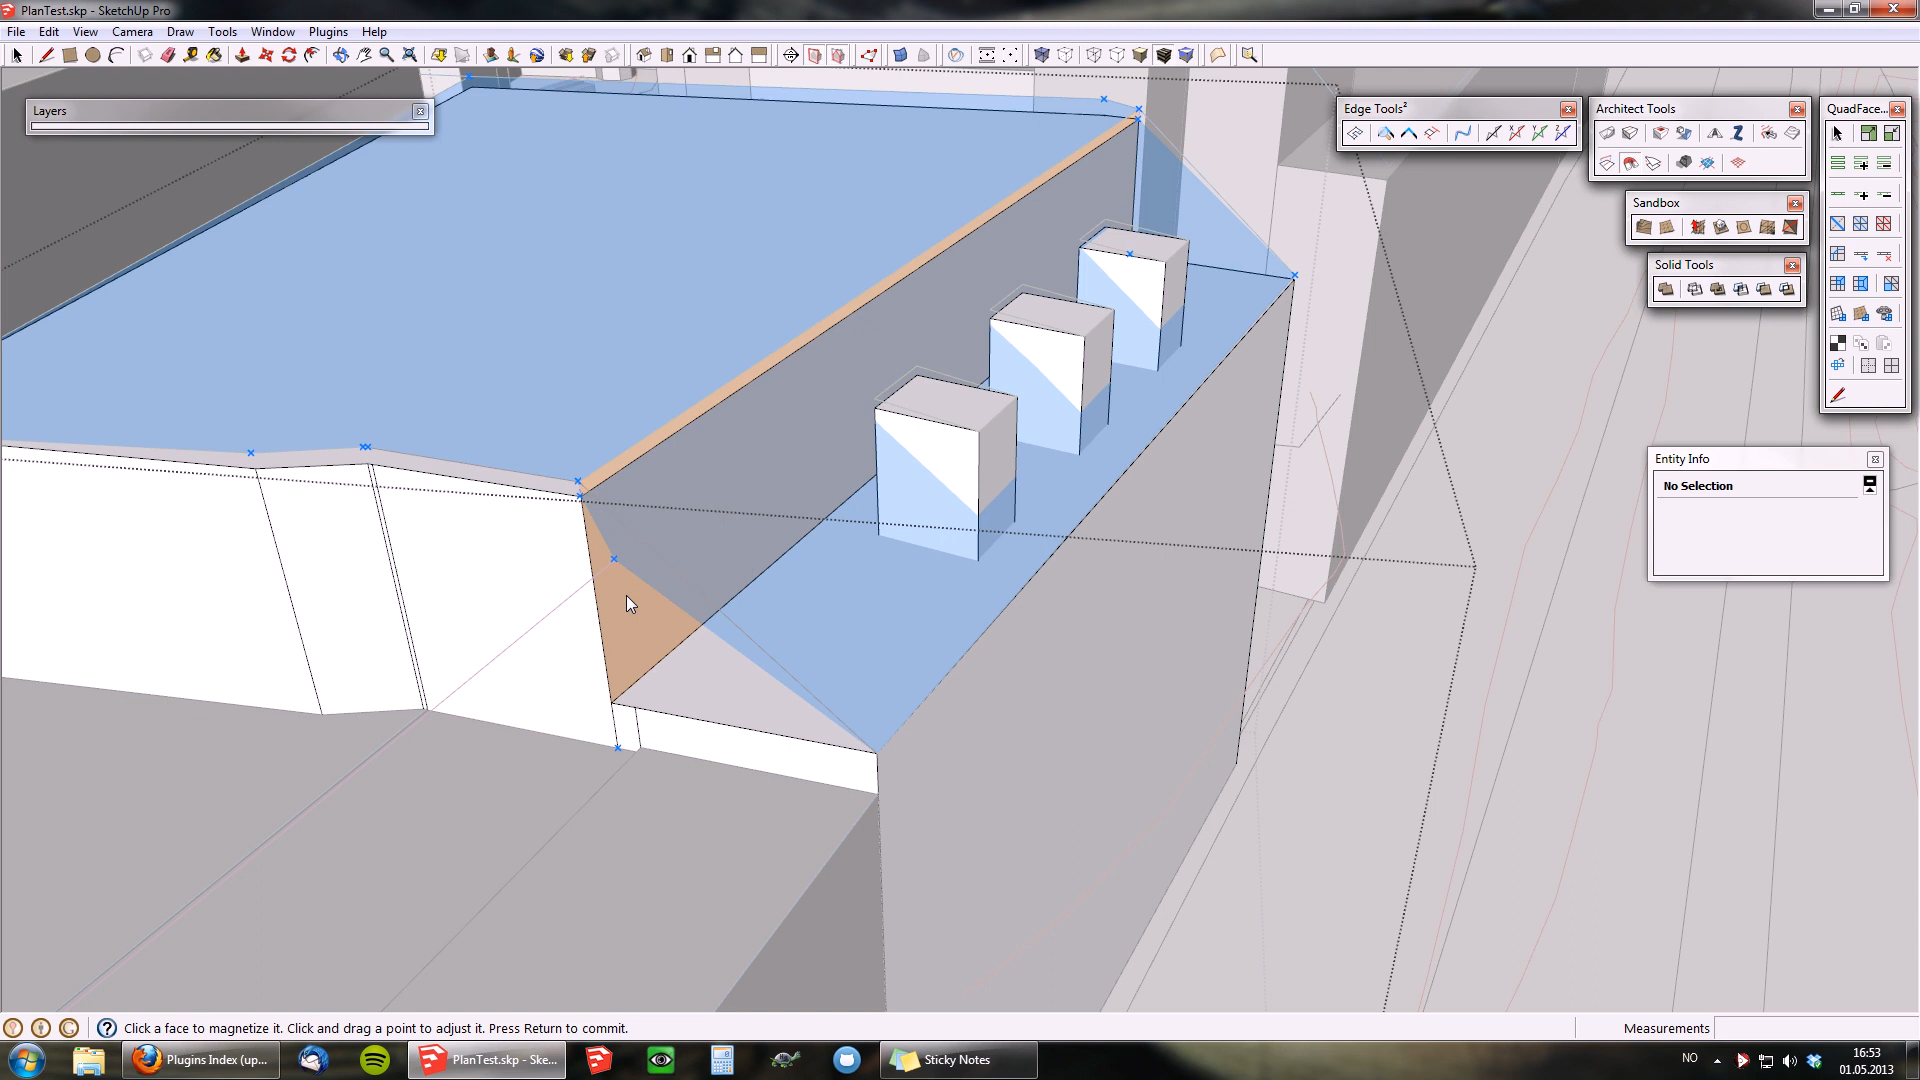 PlanTest.skp - SketchUp Pro
File Edit View Camera Draw Tools Window Plugins Help
Layers
Edge Tools²
Architect Tools
QuadFace...
Sandbox
Solid Tools
Entity Info
No Selection
Click a face to magnetize it. Click and drag a point to adjust it. Press Return to commit.
Measurements
Plugins Index (up...
PlanTest.skp - Ske...
Sticky Notes
NO
16:53
01.05.2013